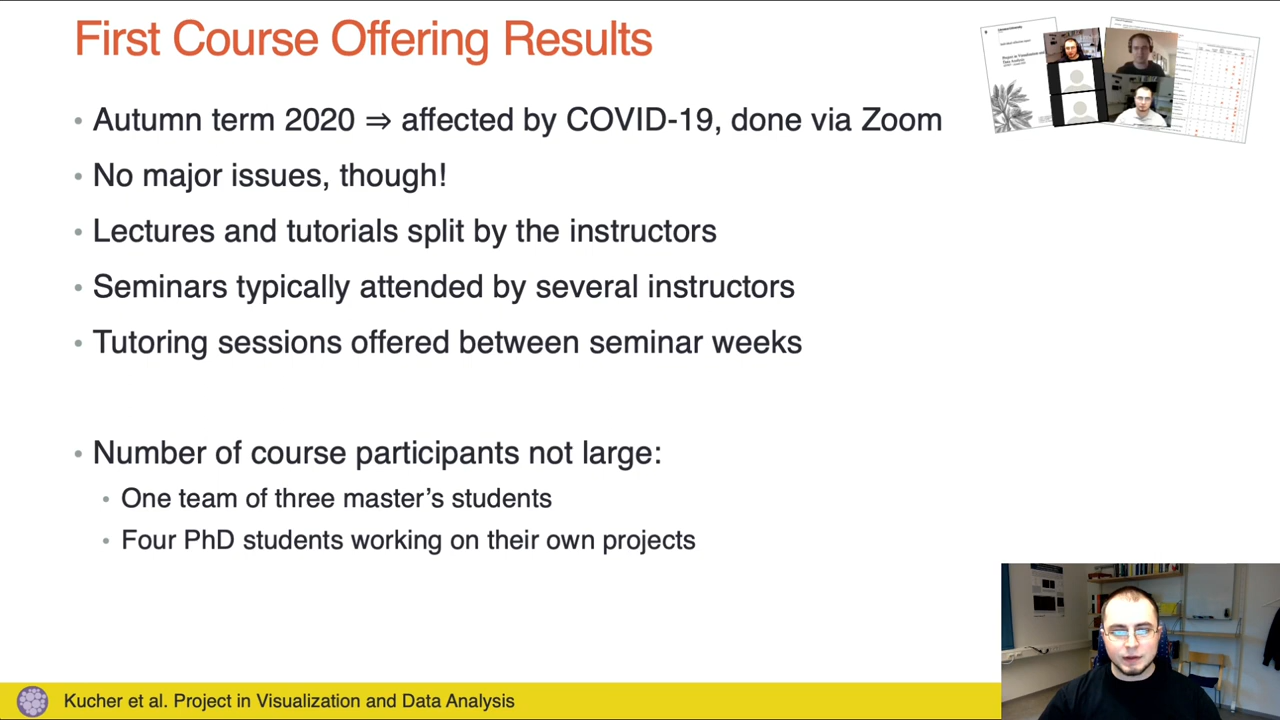 First Course Offering Results
• Autumn term 2020 ⇒ affected by COVID-19, done via Zoom
• No major issues, though!
• Lectures and tutorials split by the instructors
• Seminars typically attended by several instructors
• Tutoring sessions offered between seminar weeks
• Number of course participants not large:
• One team of three master's students
• Four PhD students working on their own projects
Kucher et al. Project in Visualization and Data Analysis